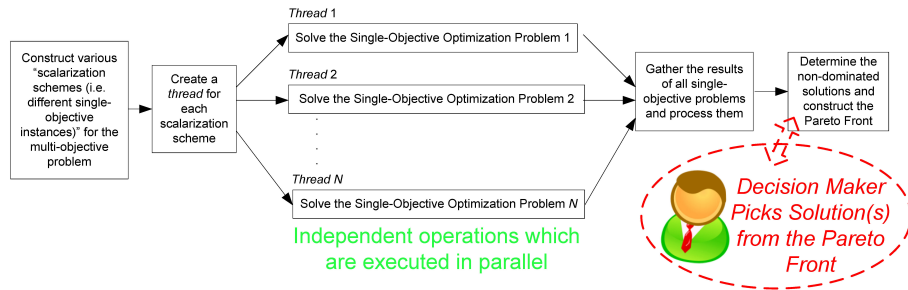 Construct various
“scalarization
schemes (i.e.
different single-
objective
instances)” for the
multi-objective
problem
Create a
thread for
each
scalarization
scheme
Thread 1
Solve the Single-Objective Optimization Problem 1
Thread 2
Solve the Single-Objective Optimization Problem 2
.
.
.
.
Thread N
Solve the Single-Objective Optimization Problem N
Independent operations which
are executed in parallel
Gather the results
of all single-
objective problems
and process them
Determine the
non-dominated
solutions and
construct the
Pareto Front
Decision Maker
Picks Solution(s)
from the Pareto
Front